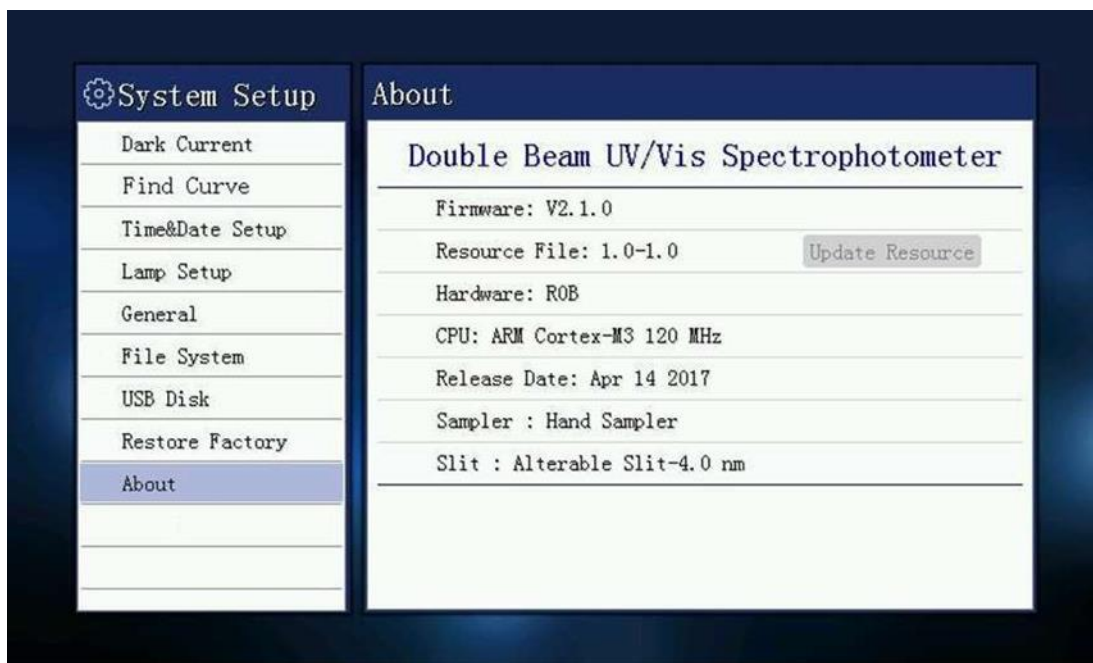 System Setup
Dark Current
Find Curve
Time&Date Setup
Lamp Setup
General
File System
USB Disk
Restore Factory
About
About
Double Beam UV/Vis Spectrophotometer
Firmware: V2.1.0
Resource File: 1.0-1.0
Update Resource
Hardware: R0B
CPU: ARM Cortex-M3 120 MHz
Release Date: Apr 14 2017
Sampler : Hand Sampler
Slit : Alterable Slit-4.0 nm